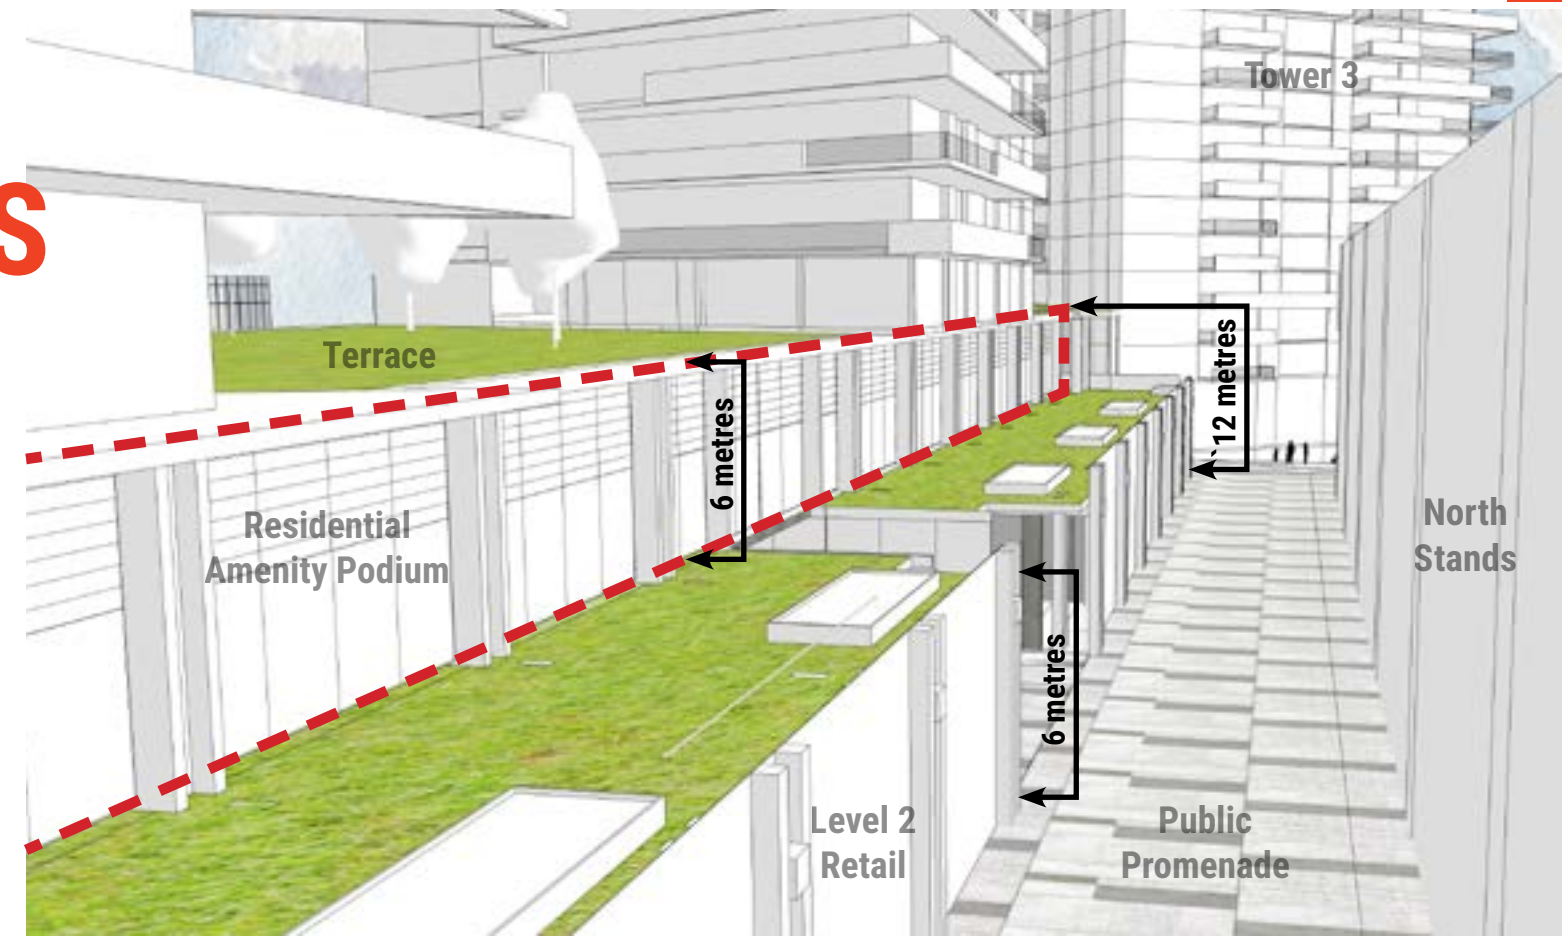 Tower 3
S
Terrace
6 metres
`12 metres
Residential
Amenity Podium
North
Stands
6 metres
Level 2
Retail
Public
Promenade